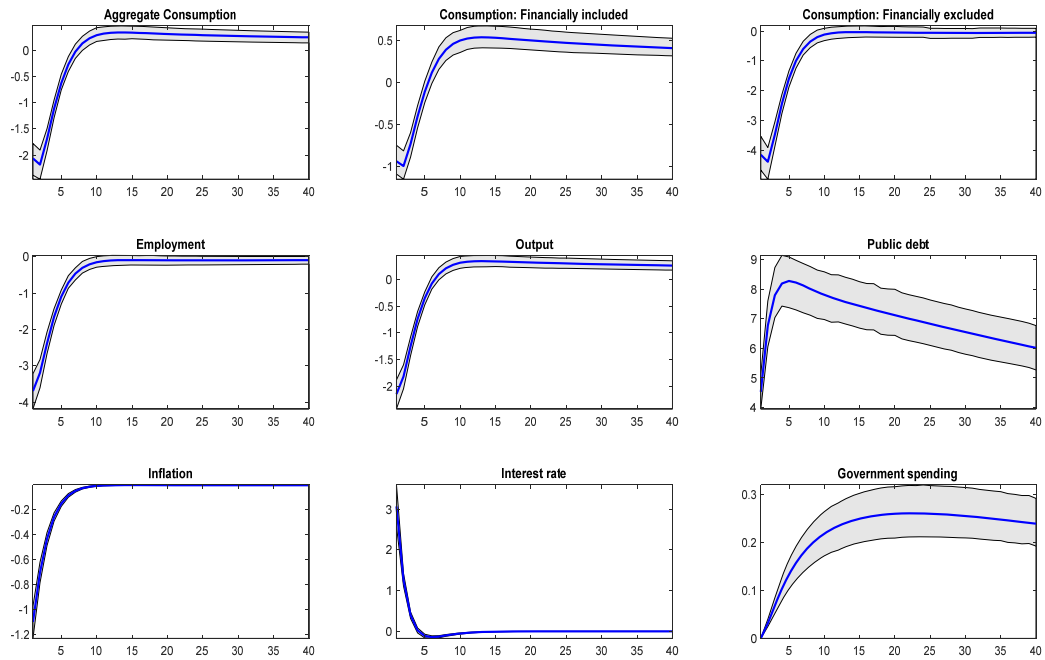 Aggregate Consumption
0
-0.5
-1
-1.5
-2
5 10 15 20 25 30 35 40
Consumption: Financially included
0.5
0
-0.5
-1
5 10 15 20 25 30 35 40
Consumption: Financially excluded
0
-1
-2
-3
-4
5 10 15 20 25 30 35 40
Employment
0
-1
-2
-3
-4
5 10 15 20 25 30 35 40
Output
0
-0.5
-1
-1.5
-2
5 10 15 20 25 30 35 40
Public debt
9
8
7
6
5
4
5 10 15 20 25 30 35 40
Inflation
-0.2
-0.4
-0.6
-0.8
-1
-1.2
5 10 15 20 25 30 35 40
Interest rate
3
2
1
0
5 10 15 20 25 30 35 40
Government spending
0.3
0.2
0.1
0
5 10 15 20 25 30 35 40